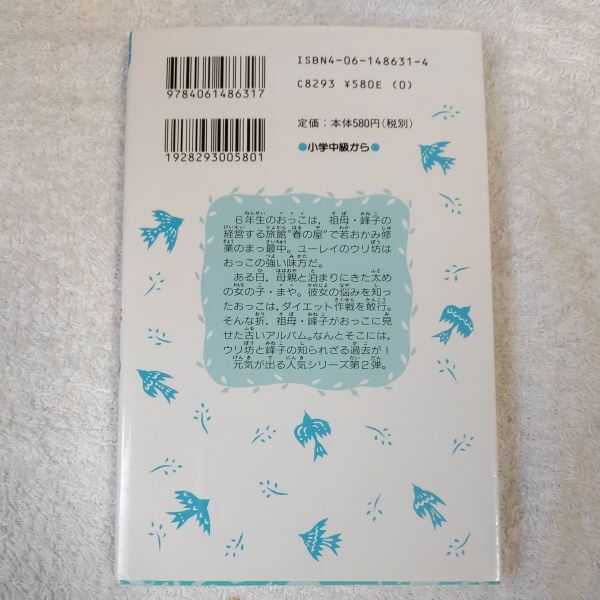 ISBN4-06-148631-4
C8293 ¥580E (0)
9784061486317
定価：本体580円(税別)
●小学中級から●
1928293005801
6年生のおっこは，祖母・峰子の
経営する旅館“春の屋”で若おかみ修
業のまっ最中。ユーレイのウリ坊は
おっこの強い味方だ。
ある日，母親と泊まりにきた太め
の女の子・まや。彼女の悩みを知っ
たおっこは，ダイエット作戦を敢行。
そんな折，祖母・峰子がおっこに見
せた古いアルバム。なんとそこには，
ウリ坊と峰子の知られざる過去が！
元気が出る人気シリーズ第2弾。